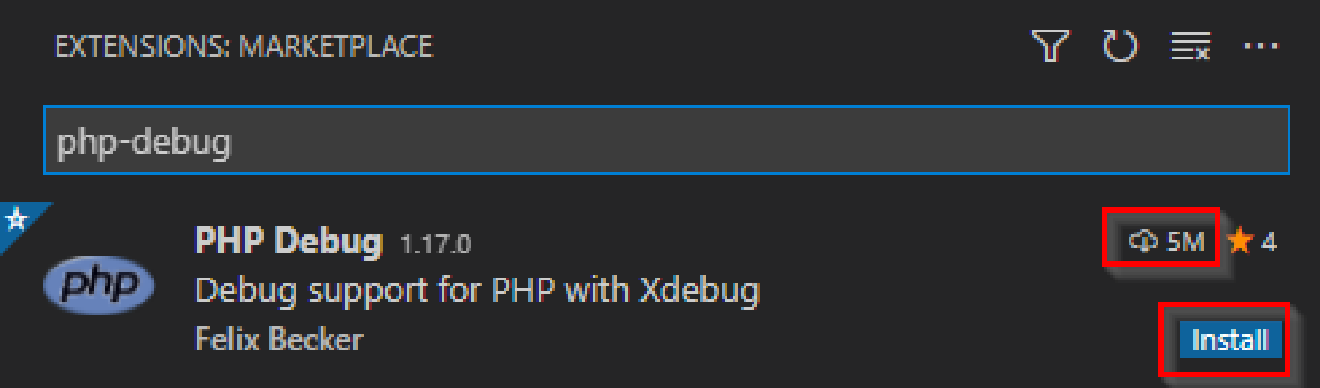 EXTENSIONS: MARKETPLACE
php-debug
PHP Debug 1.17.0 5M 4
php
Debug support for PHP with Xdebug
Felix Becker Install